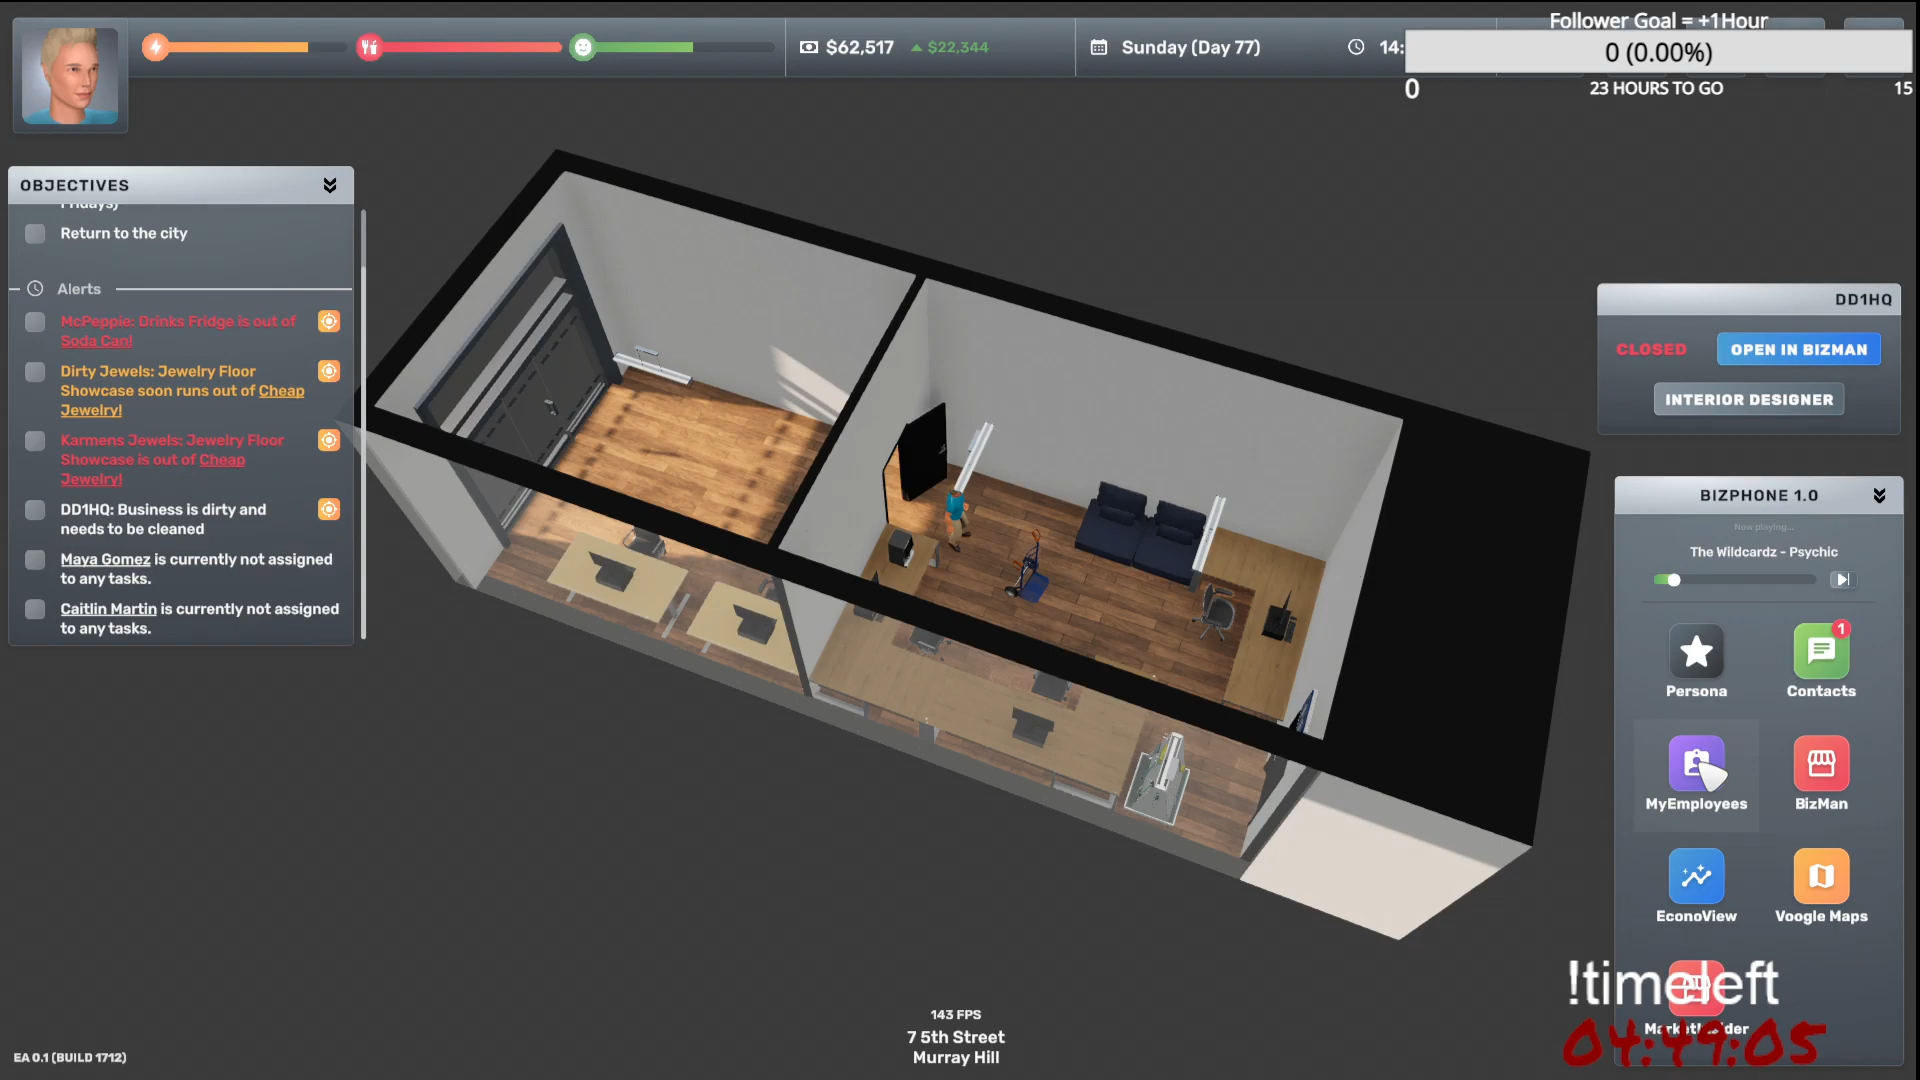 $62,517
$22,344
Sunday (Day 77)
14:
Follower Goal = +1Hour
0 (0.00%)
0
23 HOURS TO GO
15
OBJECTIVES
Fridays)
Return to the city
Alerts
McPeppie: Drinks Fridge is out of
Soda Can!
Dirty Jewels: Jewelry Floor
Showcase soon runs out of Cheap
Jewelry!
Karmens Jewels: Jewelry Floor
Showcase is out of Cheap
Jewelry!
DD1HQ: Business is dirty and
needs to be cleaned
Maya Gomez is currently not assigned
to any tasks.
Caitlin Martin is currently not assigned
to any tasks.
DD1HQ
CLOSED
OPEN IN BIZMAN
INTERIOR DESIGNER
BIZPHONE 1.0
Now playing...
The Wildcardz - Psychic
1
Persona
Contacts
MyEmployees
BizMan
EconoView
Voogle Maps
!timeleft
MarketInsider
04:49:05
143 FPS
7 5th Street
Murray Hill
EA 0.1 (BUILD 1712)